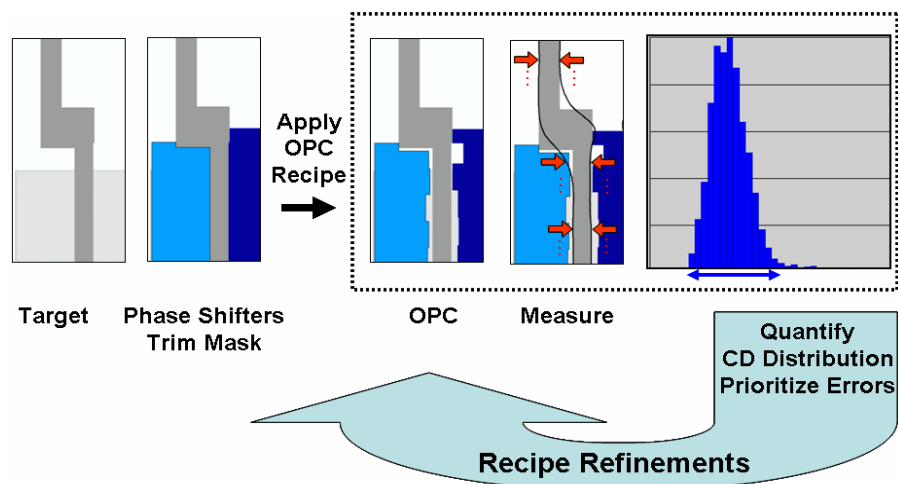 Apply
OPC
Recipe
Target
Phase Shifters
Trim Mask
OPC
Measure
Quantify
CD Distribution
Prioritize Errors
Recipe Refinements